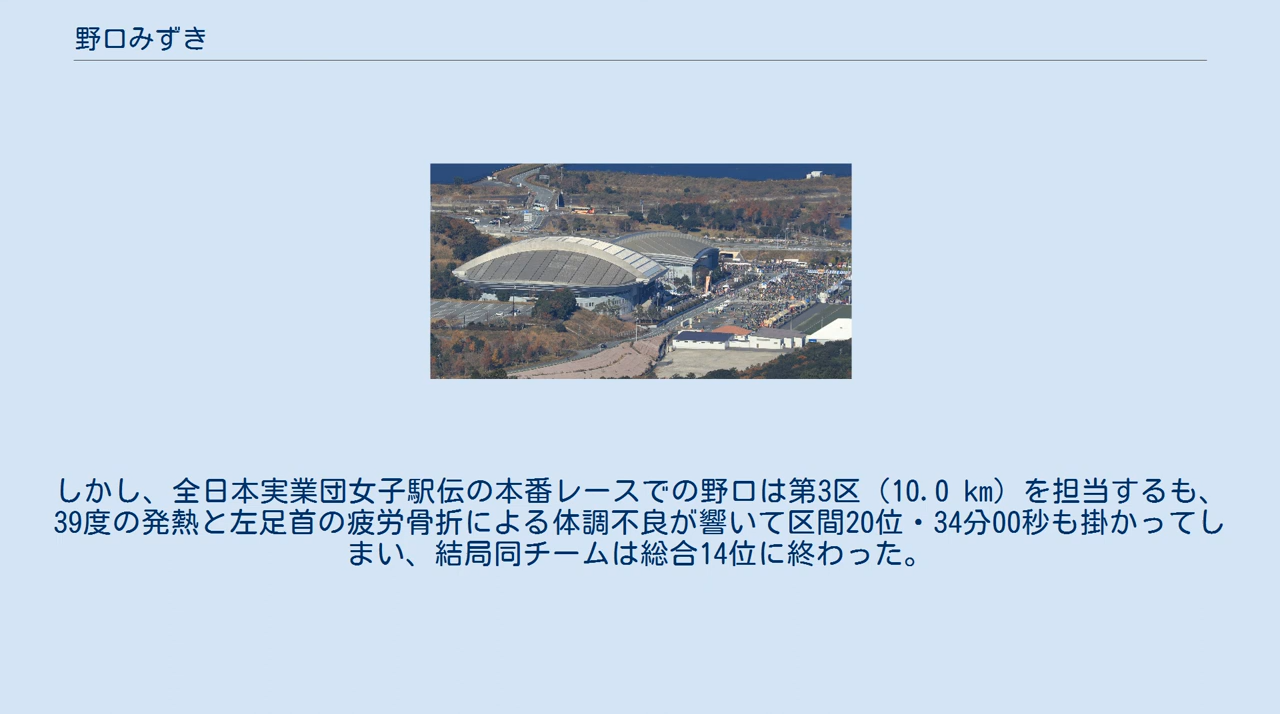 野口みずき
しかし、全日本実業団女子駅伝の本番レースでの野口は第3区（10.0 km）を担当するも、
39度の発熱と左足首の疲労骨折による体調不良が響いて区間20位・34分00秒も掛かってし
まい、結局同チームは総合14位に終わった。